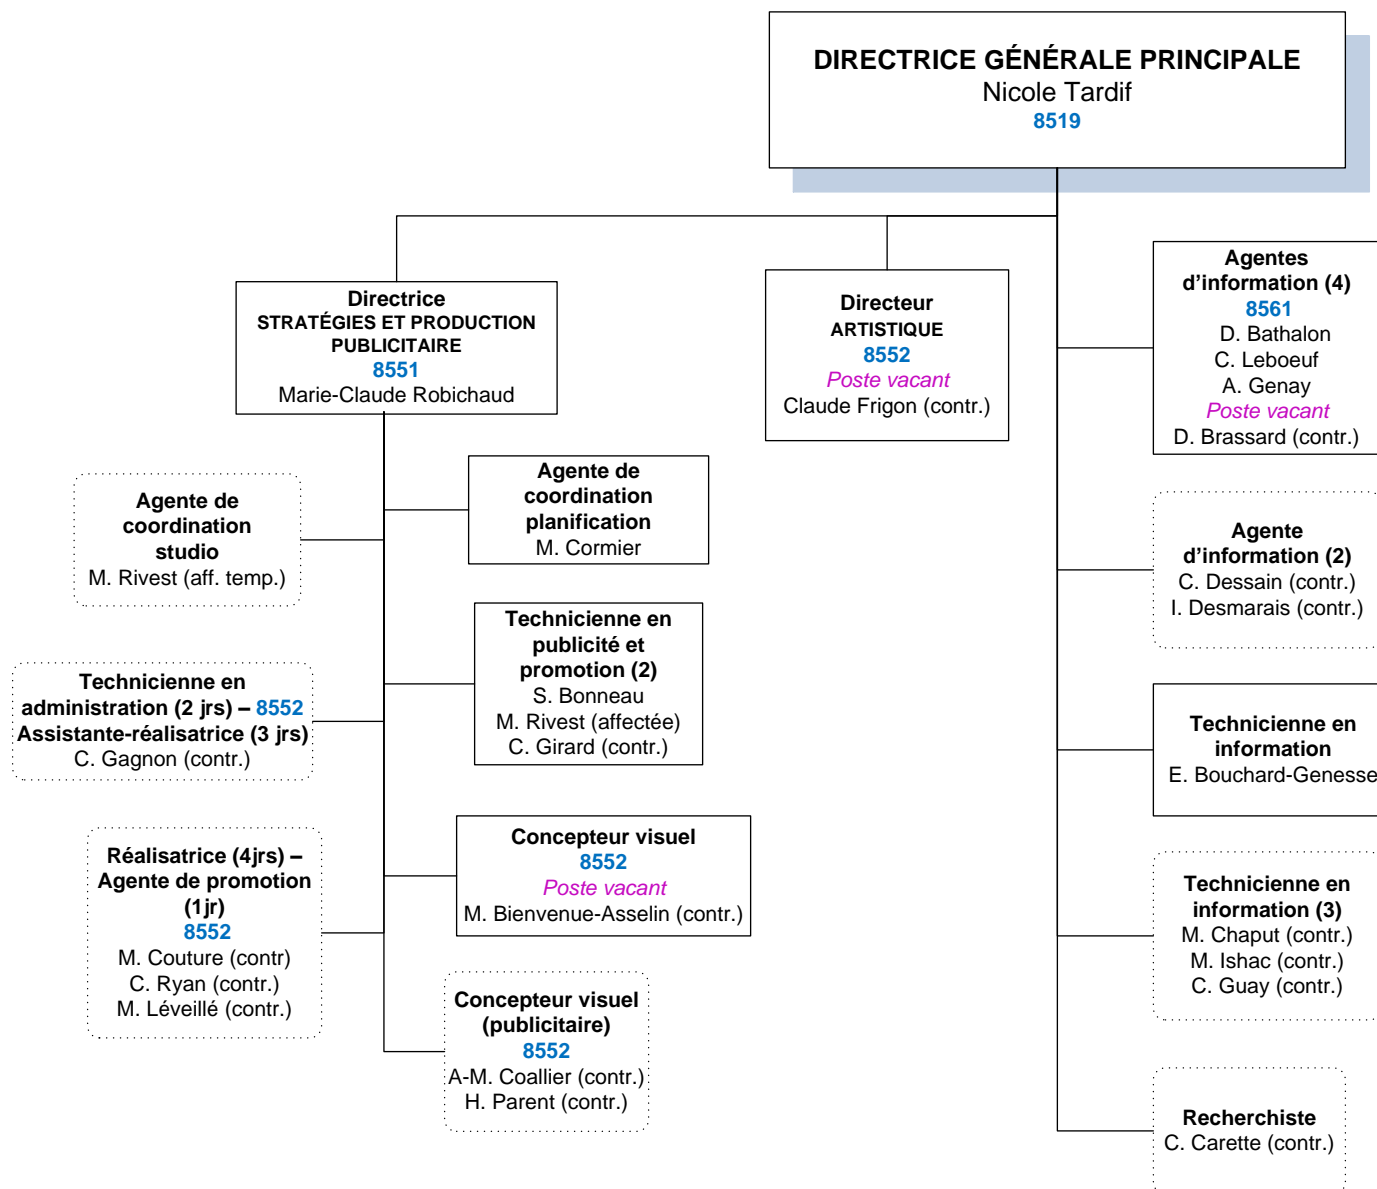 DIRECTRICE GÉNÉRALE PRINCIPALE
Nicole Tardif
8519
Directrice
STRATÉGIES ET PRODUCTION
PUBLICITAIRE
8551
Marie-Claude Robichaud
Directeur
ARTISTIQUE
8552
Poste vacant
Claude Frigon (contr.)
Agentes
d’information (4)
8561
D. Bathalon
C. Leboeuf
A. Genay
Poste vacant
D. Brassard (contr.)
Agente de
coordination
studio
M. Rivest (aff. temp.)
Agente de
coordination
planification
M. Cormier
Agente
d’information (2)
C. Dessain (contr.)
I. Desmarais (contr.)
Technicienne en
administration (2 jrs) – 8552
Assistante-réalisatrice (3 jrs)
C. Gagnon (contr.)
Technicienne en
publicité et
promotion (2)
S. Bonneau
M. Rivest (affectée)
C. Girard (contr.)
Technicienne en
information
E. Bouchard-Genesse
Réalisatrice (4jrs) –
Agente de promotion
(1jr)
8552
M. Couture (contr)
C. Ryan (contr.)
M. Léveillé (contr.)
Concepteur visuel
8552
Poste vacant
M. Bienvenue-Asselin (contr.)
Technicienne en
information (3)
M. Chaput (contr.)
M. Ishac (contr.)
C. Guay (contr.)
Concepteur visuel
(publicitaire)
8552
A-M. Coallier (contr.)
H. Parent (contr.)
Recherchiste
C. Carette (contr.)